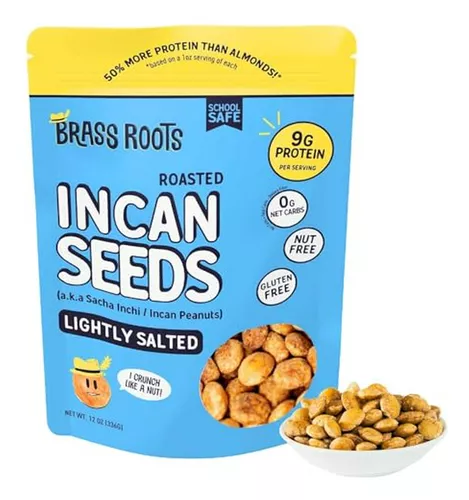 50% MORE PROTEIN THAN ALMONDS!*
*based on a 1oz serving of each
SCHOOL
SAFE
BRASS ROOTS
9G
PROTEIN
PER SERVING
ROASTED
INCAN
SEEDS
0G
NET CARBS
NUT
FREE
GLUTEN
FREE
(a.k.a Sacha Inchi / Incan Peanuts)
LIGHTLY SALTED
I CRUNCH
LIKE A NUT!
NET WT. 12 OZ (336G)